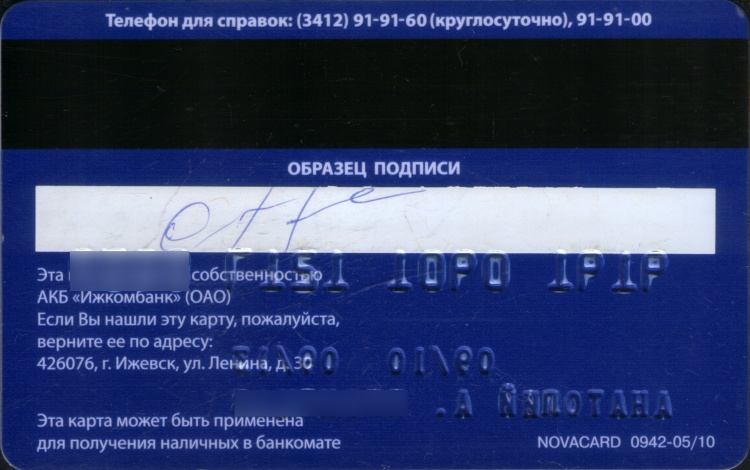 Телефон для справок: (3412) 91-91-60 (круглосуточно), 91-91-00
ОБРАЗЕЦ ПОДПИСИ
Эта собственностью
АКБ «Ижкомбанк» (ОАО)
Если Вы нашли эту карту, пожалуйста,
верните ее по адресу:
426076, г. Ижевск, ул. Ленина, д. 30
Эта карта может быть применена
для получения наличных в банкомате
NOVACARD 0942-05/10